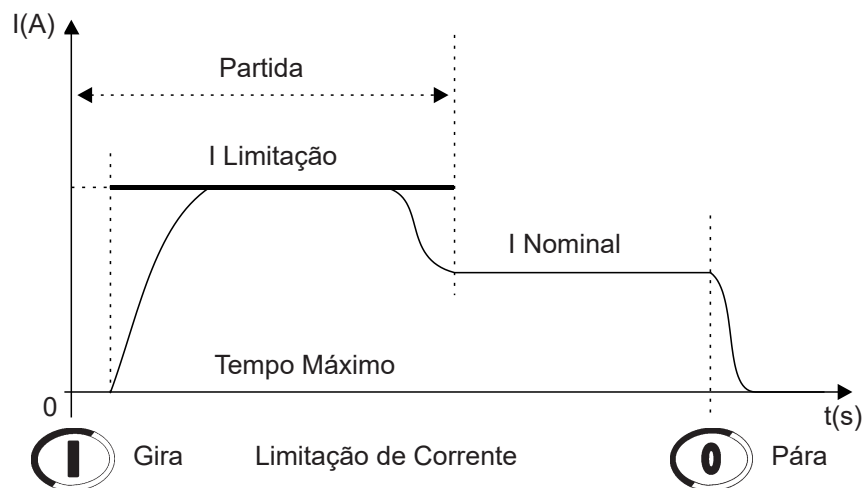 I(A)
Partida
I Limitação
I Nominal
Tempo Máximo
0
t(s)
I Gira Limitação de Corrente 0 Pára